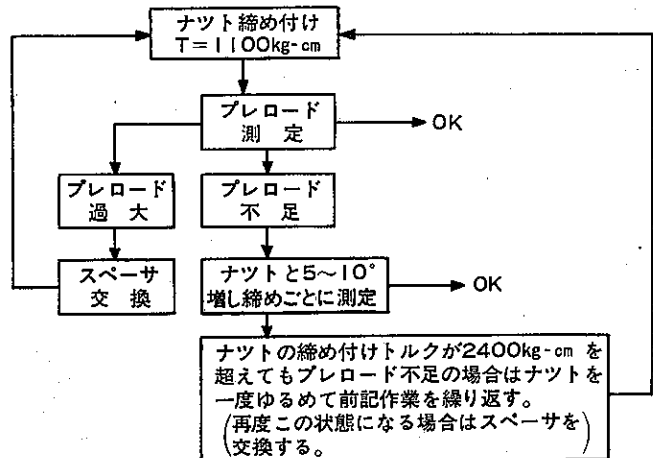 ナツト締め付け
T=1100kg-cm
プレロード
測定
OK
プレロード
過大
プレロード
不足
スペーサ
交換
ナツトと5~10°
増し締めごとに測定
OK
ナツトの締め付けトルクが2400kg-cm を
超えてもプレロード不足の場合はナツトを
一度ゆるめて前記作業を繰り返す。
(再度この状態になる場合はスペーサを
交換する。)